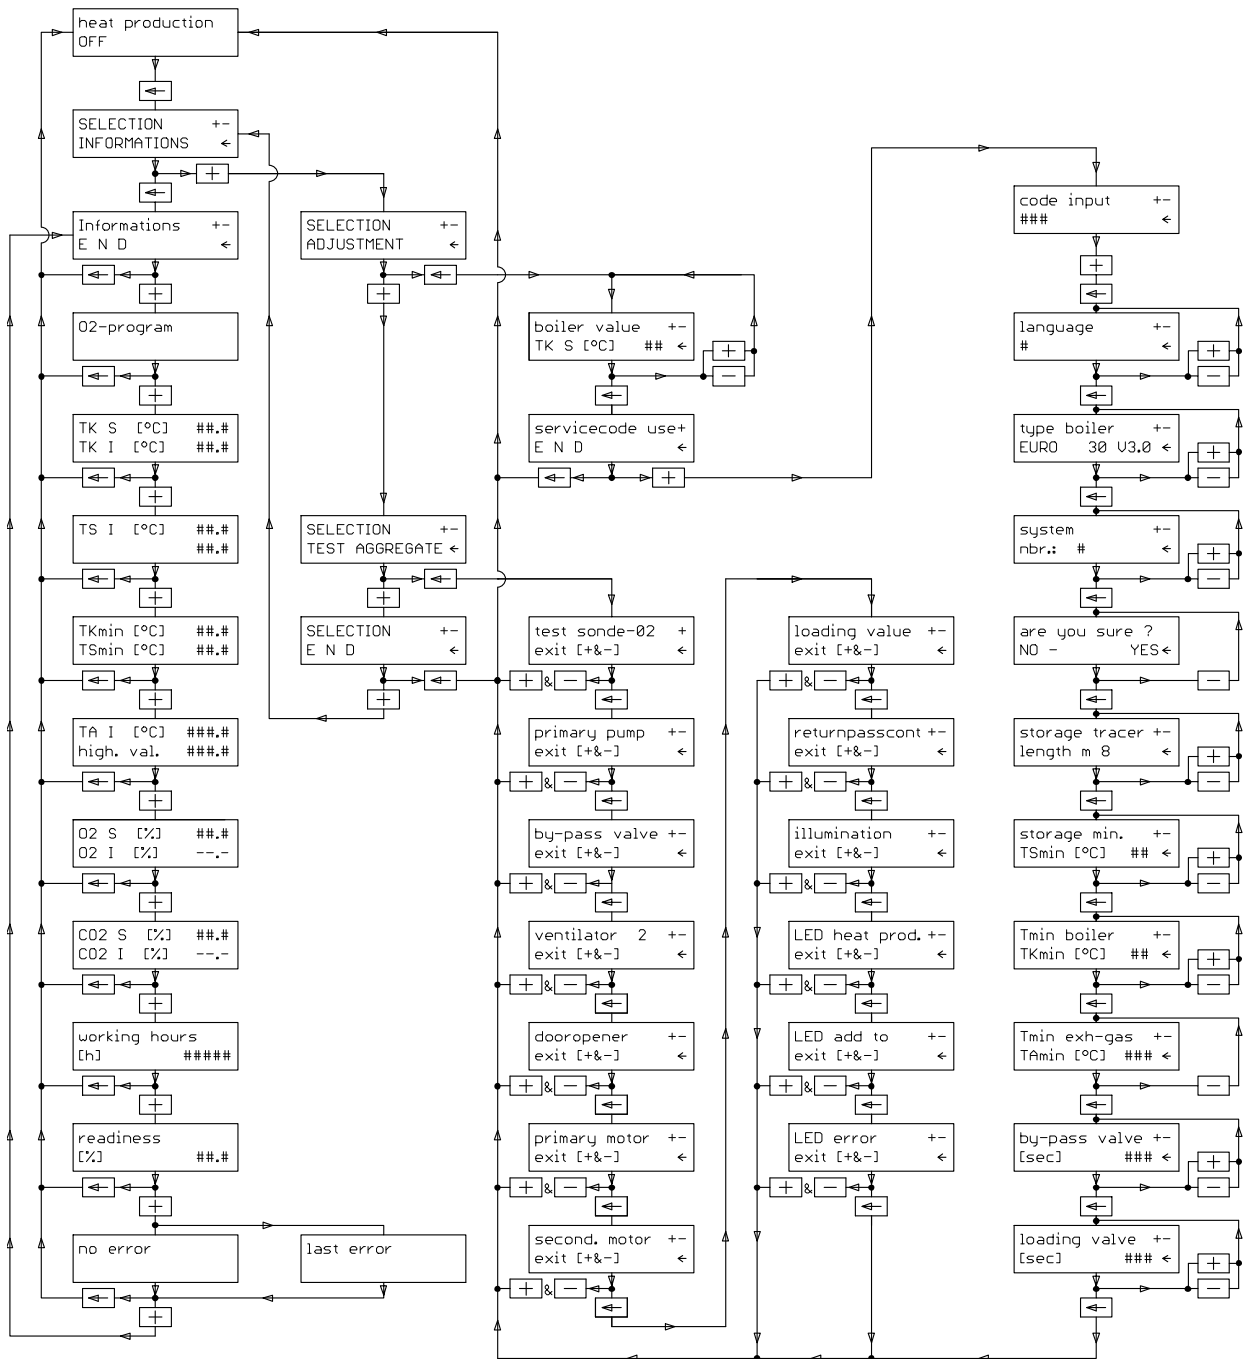 heat production
OFF
SELECTION +-
INFORMATIONS ←
+
←
Informations +-
E N D ←
←
+
O2-program
←
+
TK S [°C] ##.#
TK I [°C] ##.#
←
+
TS I [°C] ##.#
##.#
←
+
TKmin [°C] ##.#
TSmin [°C] ##.#
←
+
TA I [°C] ###.#
high. val. ###.#
←
+
O2 S [%] ##.#
O2 I [%] --.-
←
+
CO2 S [%] ##.#
CO2 I [%] --.-
←
+
working hours
[h] #####
←
+
readiness
[%] ##.#
←
+
no error
last error
←
+
SELECTION +-
ADJUSTMENT ←
←
+
SELECTION +-
TEST AGGREGATE ←
←
+
SELECTION +-
E N D ←
←
+
boiler value +-
TK S [°C] ## ←
+
−
←
servicecode use+
E N D ←
←
+
test sonde-02 +
exit [+&-] ←
+ & −
←
primary pump +-
exit [+&-] ←
+ & −
←
by-pass valve +-
exit [+&-] ←
+ & −
←
ventilator 2 +-
exit [+&-] ←
+ & −
←
dooropener +-
exit [+&-] ←
+ & −
←
primary motor +-
exit [+&-] ←
+ & −
←
second. motor +-
exit [+&-] ←
+ & −
←
loading value +-
exit [+&-] ←
+ & −
←
returnpasscont +-
exit [+&-] ←
+ & −
←
illumination +-
exit [+&-] ←
+ & −
←
LED heat prod. +-
exit [+&-] ←
+ & −
←
LED add to +-
exit [+&-] ←
+ & −
←
LED error +-
exit [+&-] ←
+ & −
←
code input +-
### ←
+
←
language +-
# ←
+
−
←
type boiler +-
EURO 30 V3.0 ←
+
−
←
system +-
nbr.: # ←
+
−
←
are you sure ?
NO - YES←
−
←
storage tracer +-
length m 8 ←
+
−
←
storage min. +-
TSmin [°C] ## ←
+
−
←
Tmin boiler +-
TKmin [°C] ## ←
+
−
←
Tmin exh-gas +-
TAmin [°C] ### ←
−
←
by-pass valve +-
[sec] ### ←
+
−
←
loading valve +-
[sec] ### ←
+
−
←